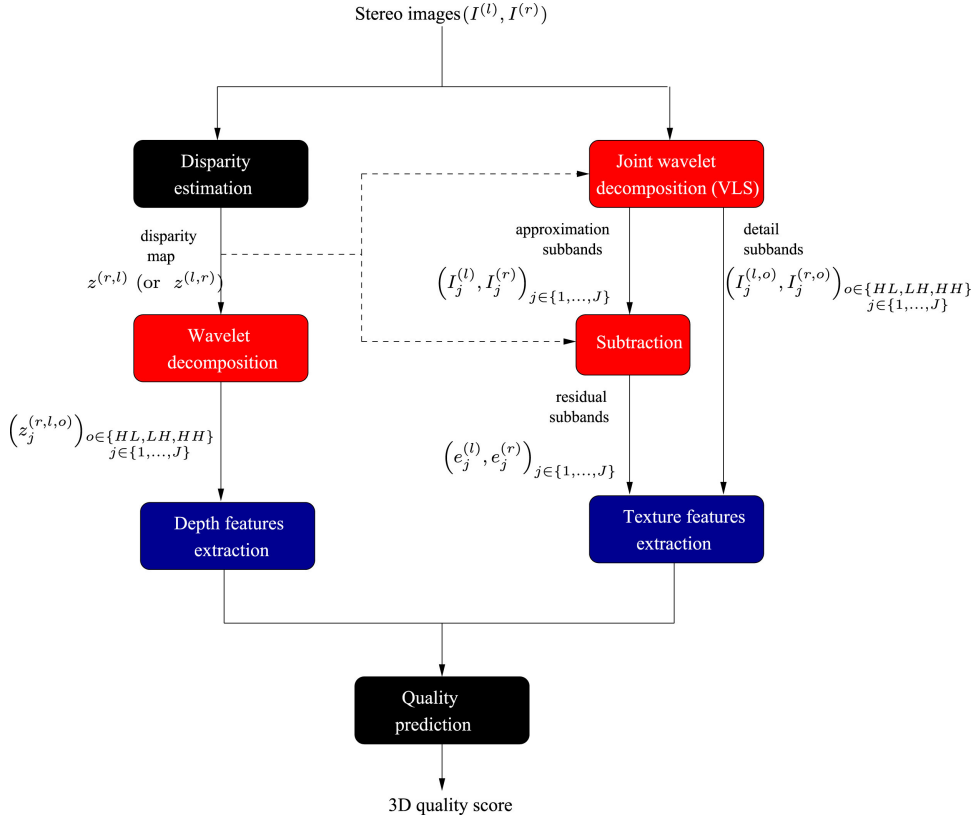 Stereo images (I^{(l)}, I^{(r)})
Disparity
estimation
Joint wavelet
decomposition (VLS)
disparity
map
z^{(r,l)} (or z^{(l,r)})
approximation
subbands
(I_j^{(l)}, I_j^{(r)})_{j∈{1,...,J}}
detail
subbands
(I_j^{(l,o)}, I_j^{(r,o)})_{o∈{HL,LH,HH}
j∈{1,...,J}}
Wavelet
decomposition
Subtraction
(z_j^{(r,l,o)})_{o∈{HL,LH,HH}
j∈{1,...,J}}
residual
subbands
(e_j^{(l)}, e_j^{(r)})_{j∈{1,...,J}}
Depth features
extraction
Texture features
extraction
Quality
prediction
3D quality score